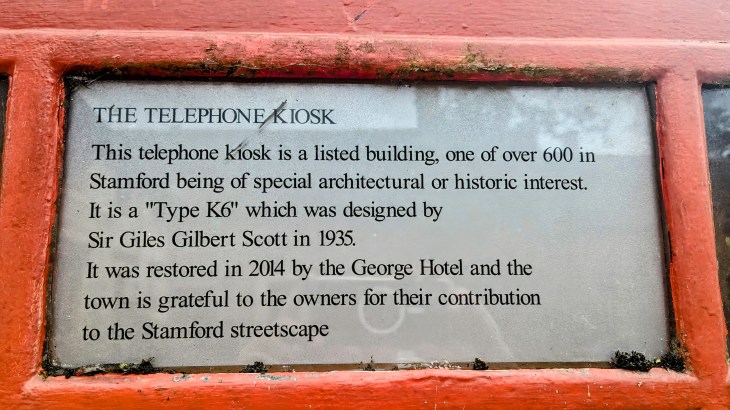 THE TELEPHONE KIOSK
This telephone kiosk is a listed building, one of over 600 in
Stamford being of special architectural or historic interest.
It is a "Type K6" which was designed by
Sir Giles Gilbert Scott in 1935.
It was restored in 2014 by the George Hotel and the
town is grateful to the owners for their contribution
to the Stamford streetscape